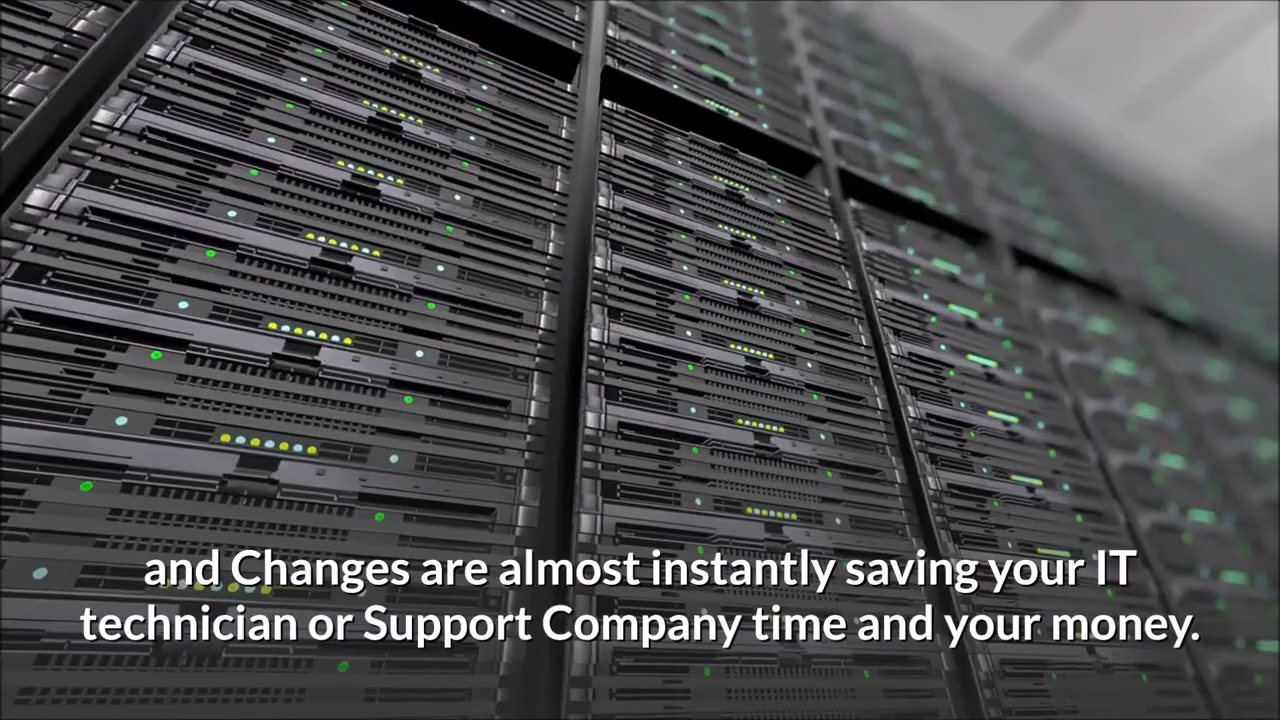 and Changes are almost instantly saving your IT
technician or Support Company time and your money.